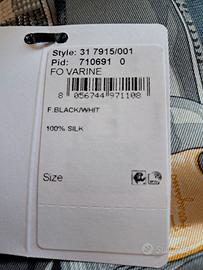 Style: 31 7915/001
Pid: 710691 0
FO VARINE
8 056744 971108
F.BLACK/WHIT
100% SILK
Size